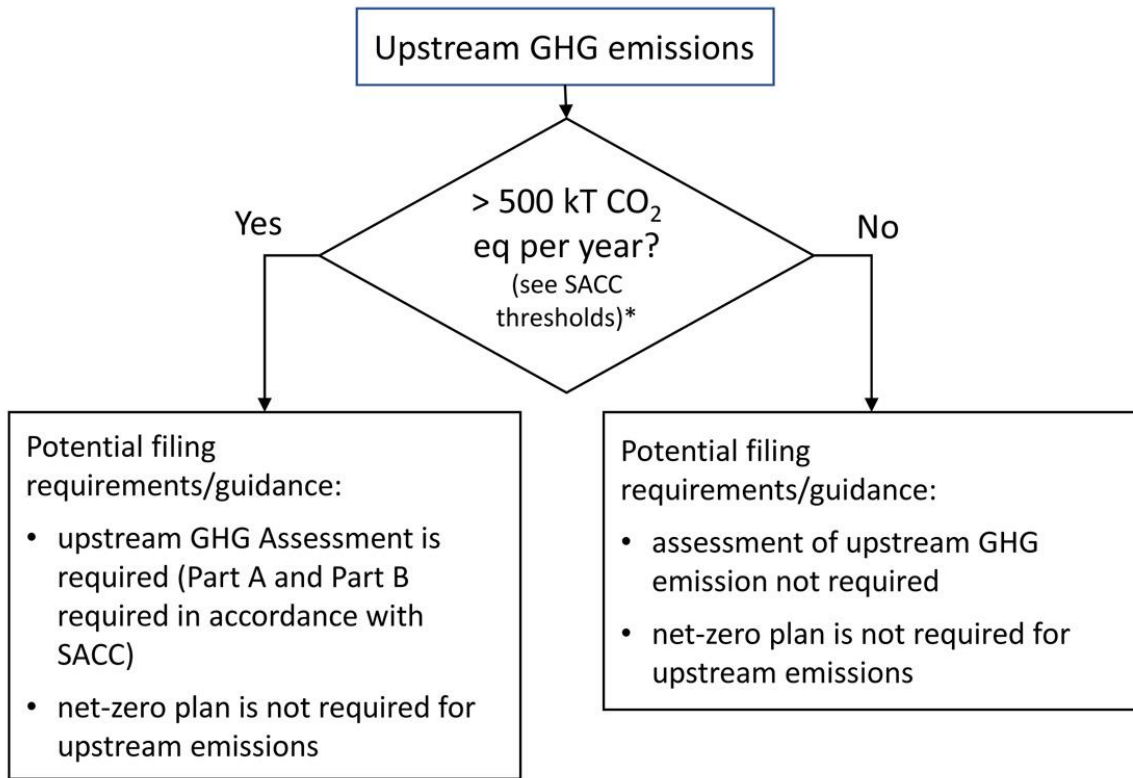 Upstream GHG emissions
> 500 kT CO₂
eq per year?
(see SACC
thresholds)*
Yes
No
Potential filing
requirements/guidance:
• upstream GHG Assessment is
required (Part A and Part B
required in accordance with
SACC)
• net-zero plan is not required for
upstream emissions
Potential filing
requirements/guidance:
• assessment of upstream GHG
emission not required
• net-zero plan is not required for
upstream emissions